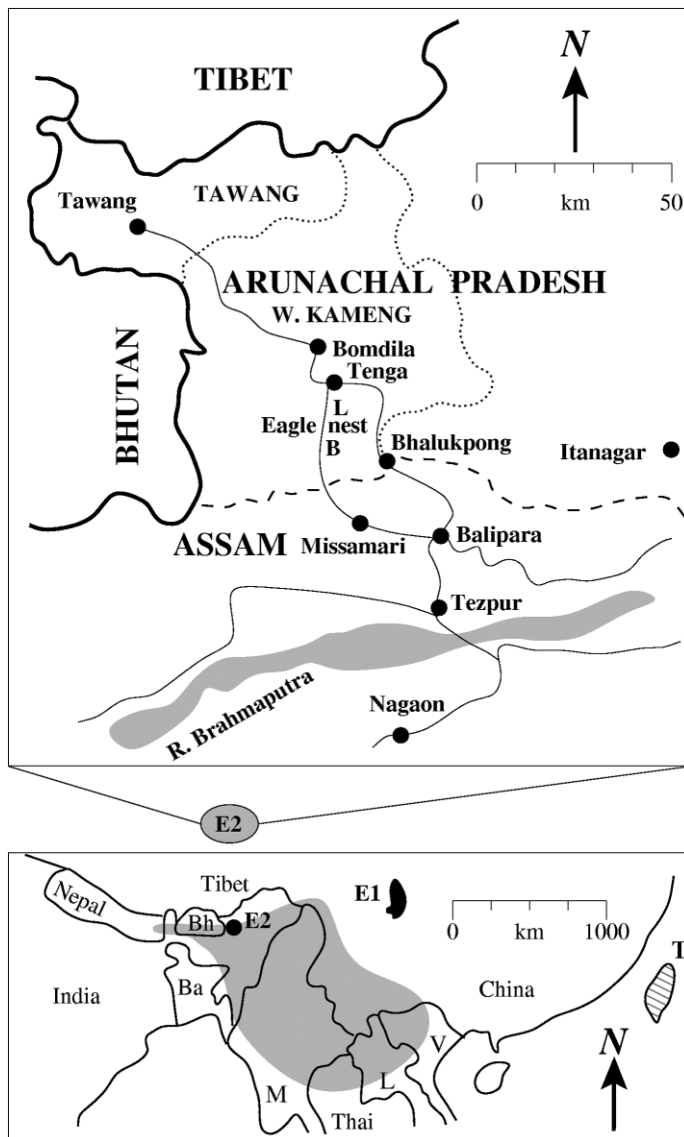 TIBET
N
Tawang
TAWANG
0 km 50
ARUNACHAL PRADESH
W. KAMENG
Bomdila
Tenga
BHUTAN
L
Eagle nest
B
Bhalukpong
Itanagar
ASSAM
Missamari
Balipara
Tezpur
R. Brahmaputra
Nagaon
E2
Nepal
Tibet
E1
Bh
E2
0 km 1000
India
Ba
China
T
V
M
L
Thai
N